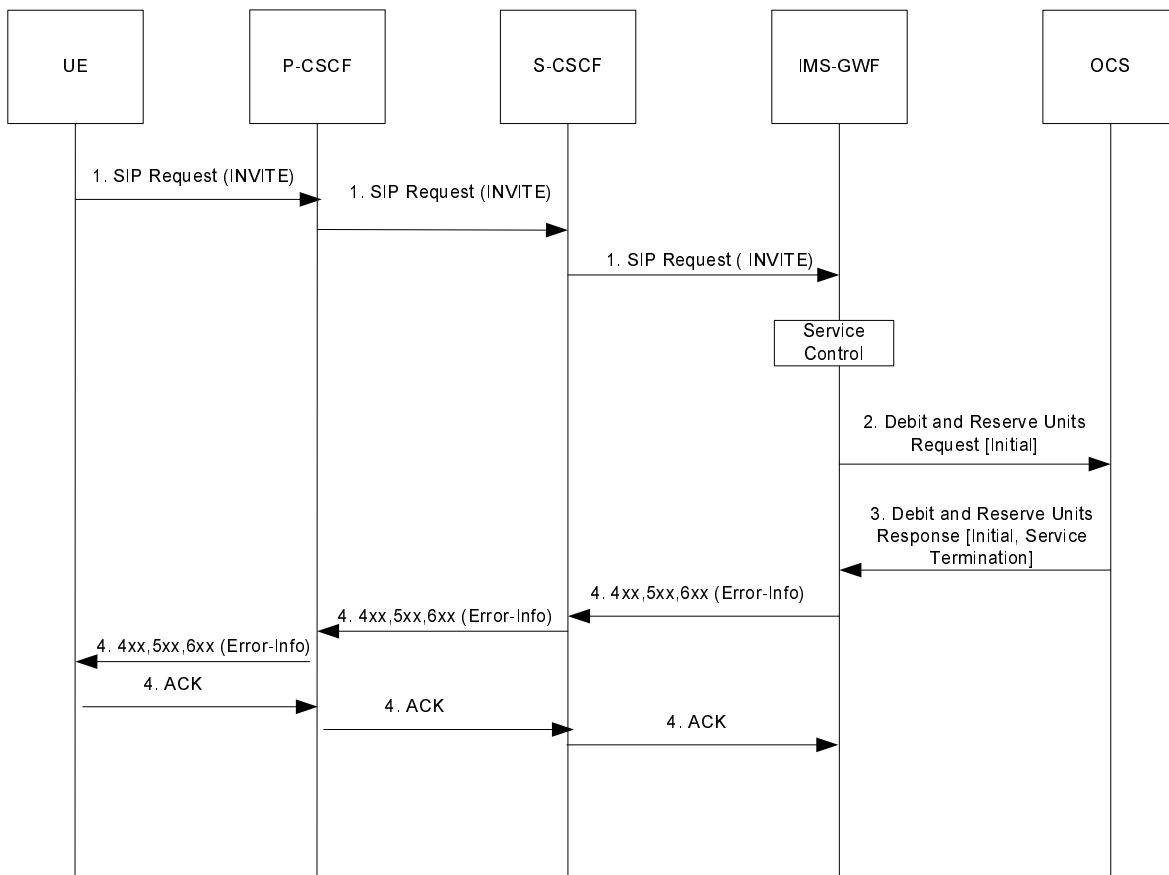 UE
P-CSCF
S-CSCF
IMS-GWF
OCS
1. SIP Request (INVITE)
1. SIP Request (INVITE)
1. SIP Request ( INVITE)
Service
Control
2. Debit and Reserve Units
Request [Initial]
3. Debit and Reserve Units
Response [Initial, Service
Termination]
4. 4xx,5xx,6xx (Error-Info)
4. 4xx,5xx,6xx (Error-Info)
4. 4xx,5xx,6xx (Error-Info)
4. ACK
4. ACK
4. ACK